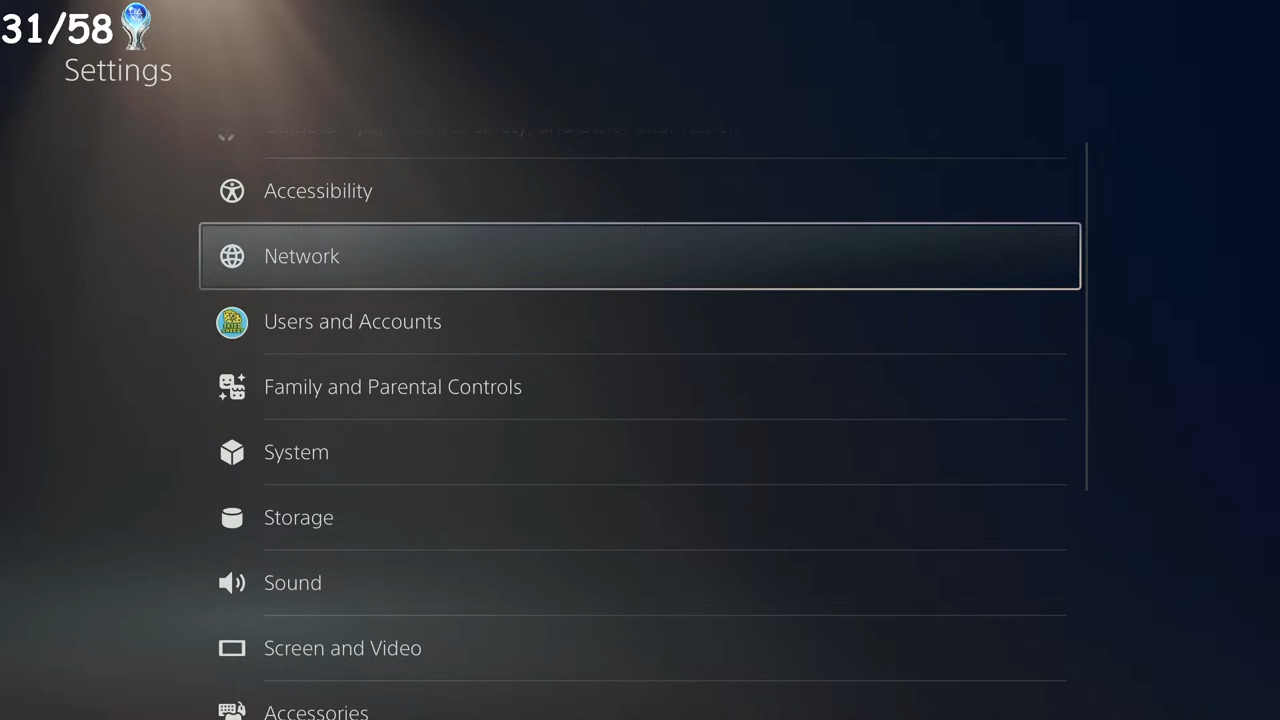 31/58
Settings
Accessibility
Network
Users and Accounts
Family and Parental Controls
System
Storage
Sound
Screen and Video
Accessories